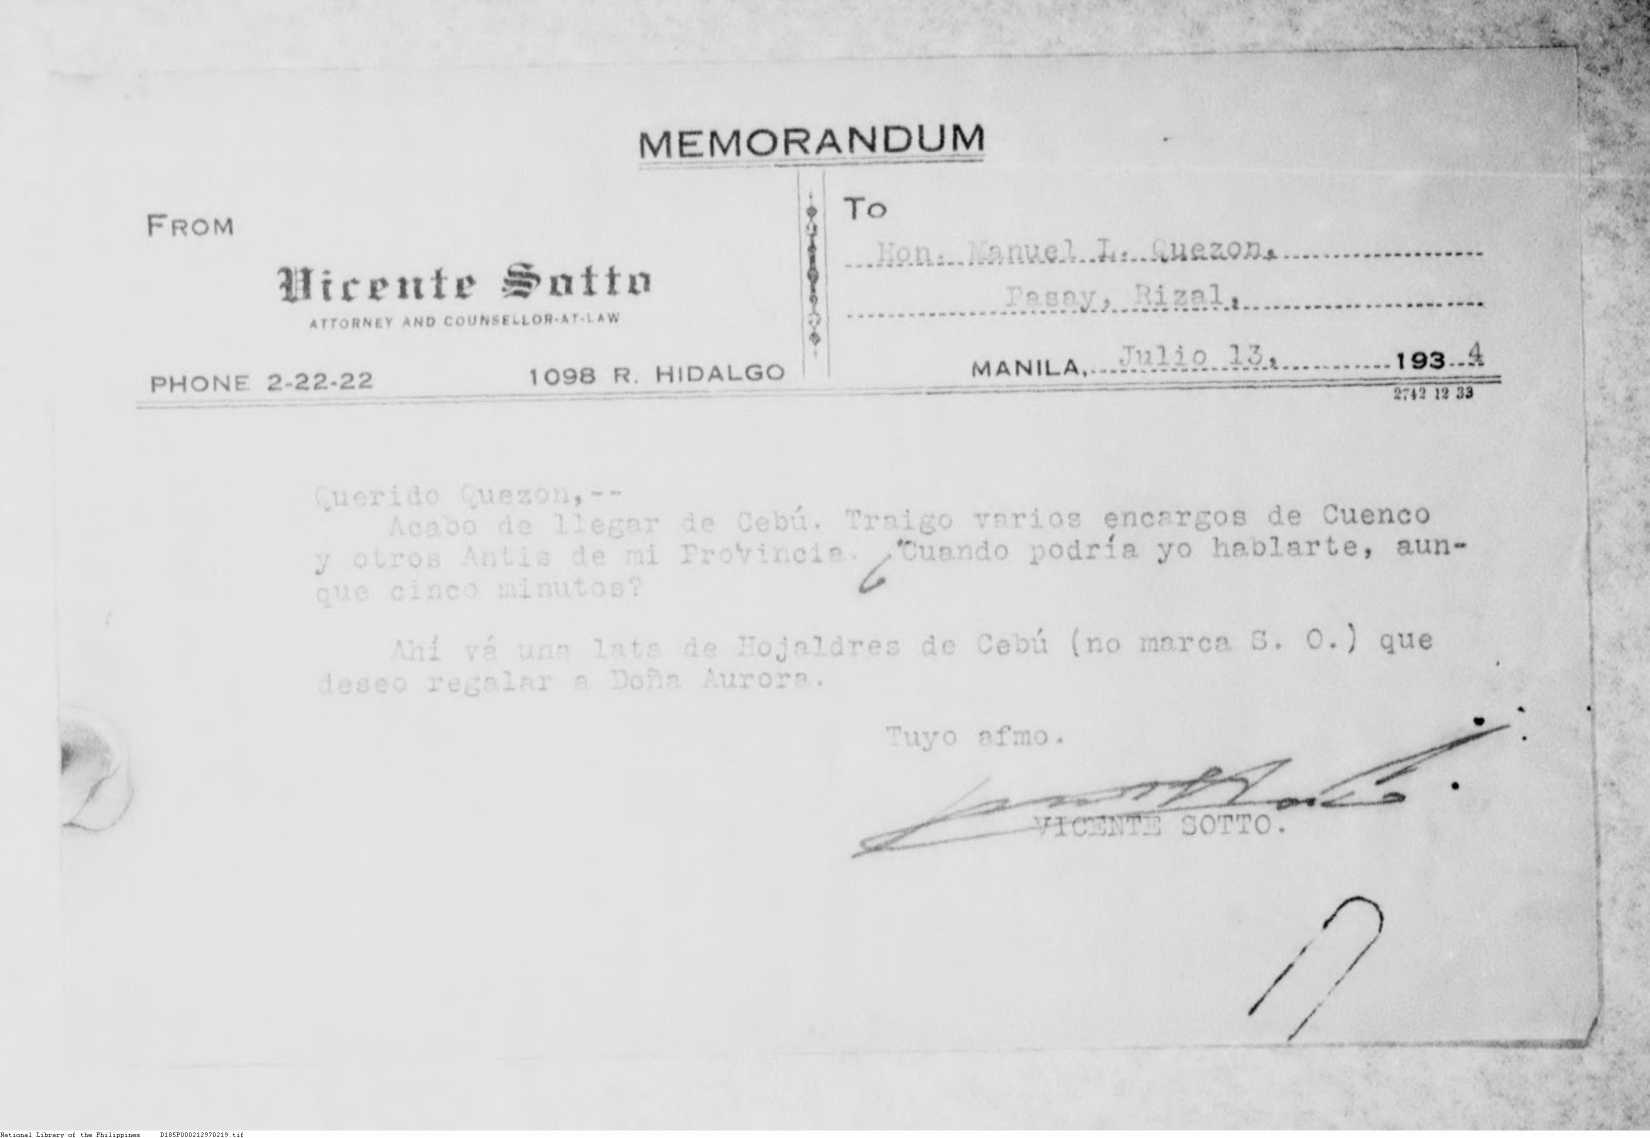 MEMORANDUM
FROM
Vicente Sotto
ATTORNEY AND COUNSELLOR-AT-LAW
PHONE 2-22-22 1098 R. HIDALGO
To
Hon. Manuel L. Quezon,
Pasay, Rizal,
MANILA, Julio 13, 1934
2742 12 33
Querido Quezon,--
Acabo de llegar de Cebú. Traigo varios encargos de Cuenco
y otros Antis de mi Provincia. ¿Cuando podría yo hablarte, aun-
que cinco minutos?
Ahí vá una lata de Hojaldres de Cebú (no marca S. O.) que
deseo regalar a Doña Aurora.
Tuyo afmo.
VICENTE SOTTO.
National Library of the Philippines D185P000212970219.tif